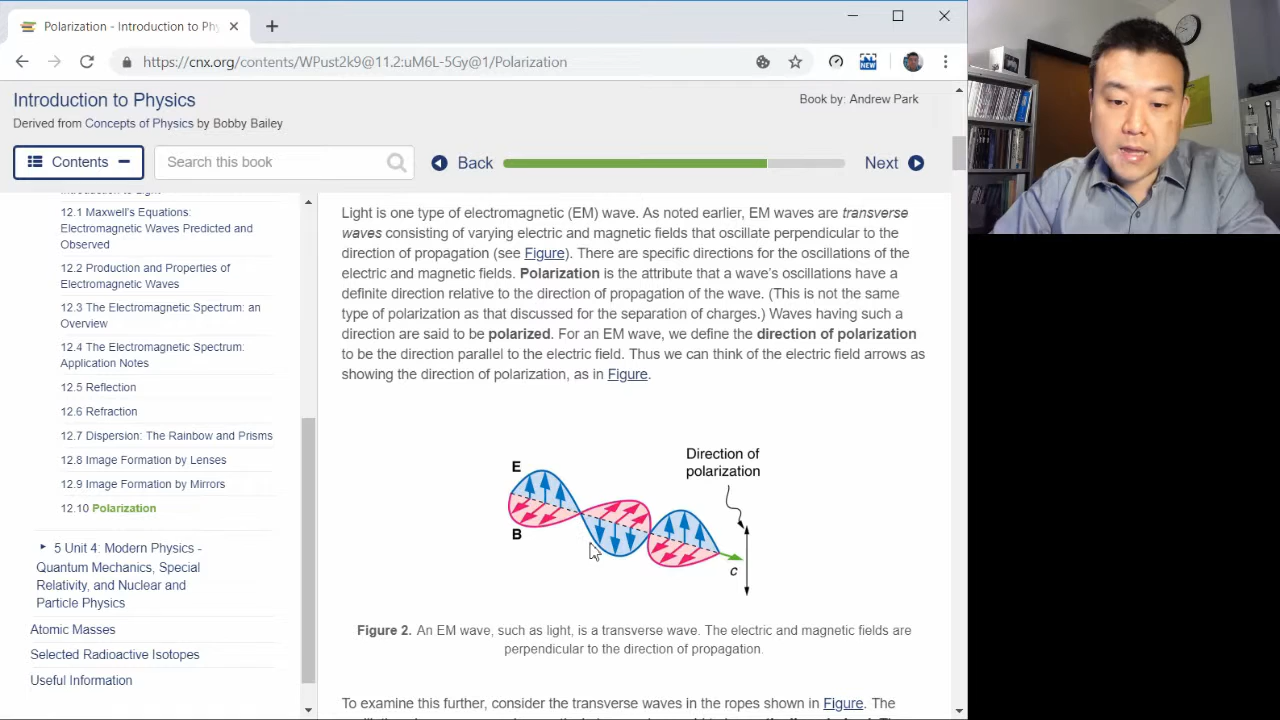 Polarization - Introduction to Phy
https://cnx.org/contents/WPust2k9@11.2:uM6L-5Gy@1/Polarization
NEW
Introduction to Physics
Book by: Andrew Park
Derived from Concepts of Physics by Bobby Bailey
Contents
Search this book
Back
Next
12.1 Maxwell's Equations:
Electromagnetic Waves Predicted and
Observed
12.2 Production and Properties of
Electromagnetic Waves
12.3 The Electromagnetic Spectrum: an
Overview
12.4 The Electromagnetic Spectrum:
Application Notes
12.5 Reflection
12.6 Refraction
12.7 Dispersion: The Rainbow and Prisms
12.8 Image Formation by Lenses
12.9 Image Formation by Mirrors
12.10 Polarization
5 Unit 4: Modern Physics -
Quantum Mechanics, Special
Relativity, and Nuclear and
Particle Physics
Atomic Masses
Selected Radioactive Isotopes
Useful Information
Light is one type of electromagnetic (EM) wave. As noted earlier, EM waves are transverse
waves consisting of varying electric and magnetic fields that oscillate perpendicular to the
direction of propagation (see Figure). There are specific directions for the oscillations of the
electric and magnetic fields. Polarization is the attribute that a wave's oscillations have a
definite direction relative to the direction of propagation of the wave. (This is not the same
type of polarization as that discussed for the separation of charges.) Waves having such a
direction are said to be polarized. For an EM wave, we define the direction of polarization
to be the direction parallel to the electric field. Thus we can think of the electric field arrows as
showing the direction of polarization, as in Figure.
Direction of
polarization
E
B
c
Figure 2. An EM wave, such as light, is a transverse wave. The electric and magnetic fields are
perpendicular to the direction of propagation.
To examine this further, consider the transverse waves in the ropes shown in Figure. The